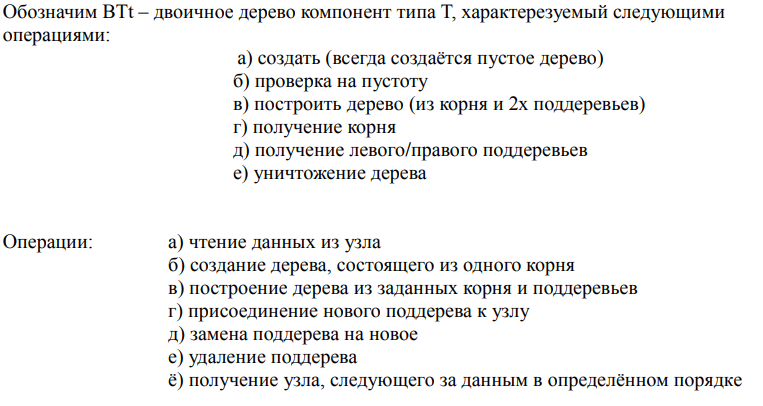 Обозначим BTt – двоичное дерево компонент типа T, характерезуемый следующими
операциями:
а) создать (всегда создаётся пустое дерево)
б) проверка на пустоту
в) построить дерево (из корня и 2х поддеревьев)
г) получение корня
д) получение левого/правого поддеревьев
е) уничтожение дерева
Операции: а) чтение данных из узла
б) создание дерева, состоящего из одного корня
в) построение дерева из заданных корня и поддеревьев
г) присоединение нового поддерева к узлу
д) замена поддерева на новое
е) удаление поддерева
ё) получение узла, следующего за данным в определённом порядке